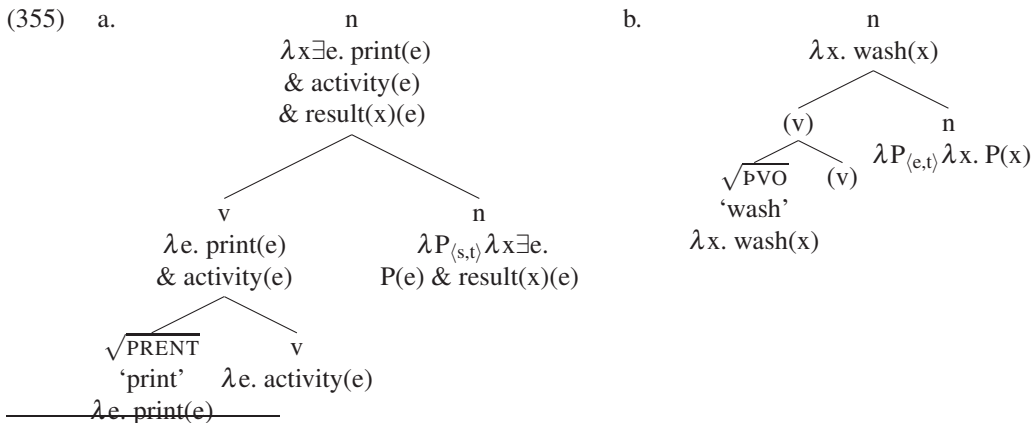 (355) a. n b. n
λx∃e. print(e) λx. wash(x)
& activity(e)
& result(x)(e)
(v) n
λP⟨e,t⟩λx. P(x)
√ÞVO (v)
v n ‘wash’
λe. print(e) λP⟨s,t⟩λx∃e. λx. wash(x)
& activity(e) P(e) & result(x)(e)
√PRENT v
‘print’ λe. activity(e)
λe. print(e)